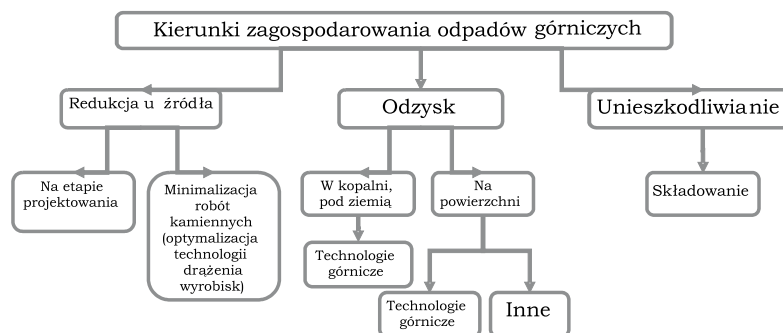 Kierunki zagospodarowania odpadów górniczych
Redukcja u źródła
Odzysk
Unieszkodliwianie
Na etapie
projektowania
Minimalizacja
robót
kamiennych
(optymalizacja
technologii
drążenia
wyrobisk)
W kopalni,
pod ziemią
Na
powierzchni
Składowanie
Technologie
górnicze
Technologie
górnicze
Inne